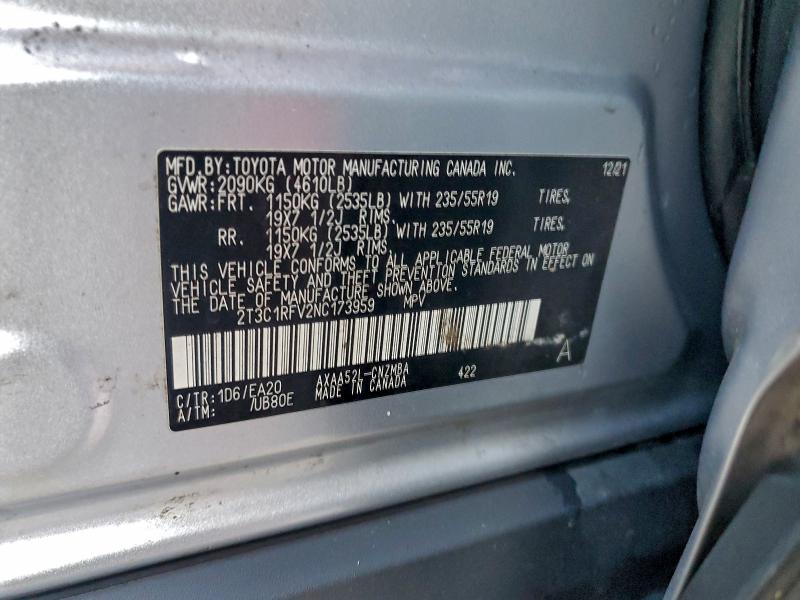 MFD.BY:TOYOTA MOTOR MANUFACTURING CANADA INC. 12/21
GVWR:2090KG (4610LB)
GAWR:FRT. 1150KG (2535LB) WITH 235/55R19 TIRES,
19X7 1/2J RIMS.
RR. 1150KG (2535LB) WITH 235/55R19 TIRES,
19X7 1/2J RIMS.
THIS VEHICLE CONFORMS TO ALL APPLICABLE FEDERAL MOTOR
VEHICLE SAFETY AND THEFT PREVENTION STANDARDS IN EFFECT ON
THE DATE OF MANUFACTURE SHOWN ABOVE.
2T3C1RFV2NC173959 MPV
A
C/TR:1D6/EA20 AXAA52L-CNZMBA 422
A/TM: /UB80E MADE IN CANADA